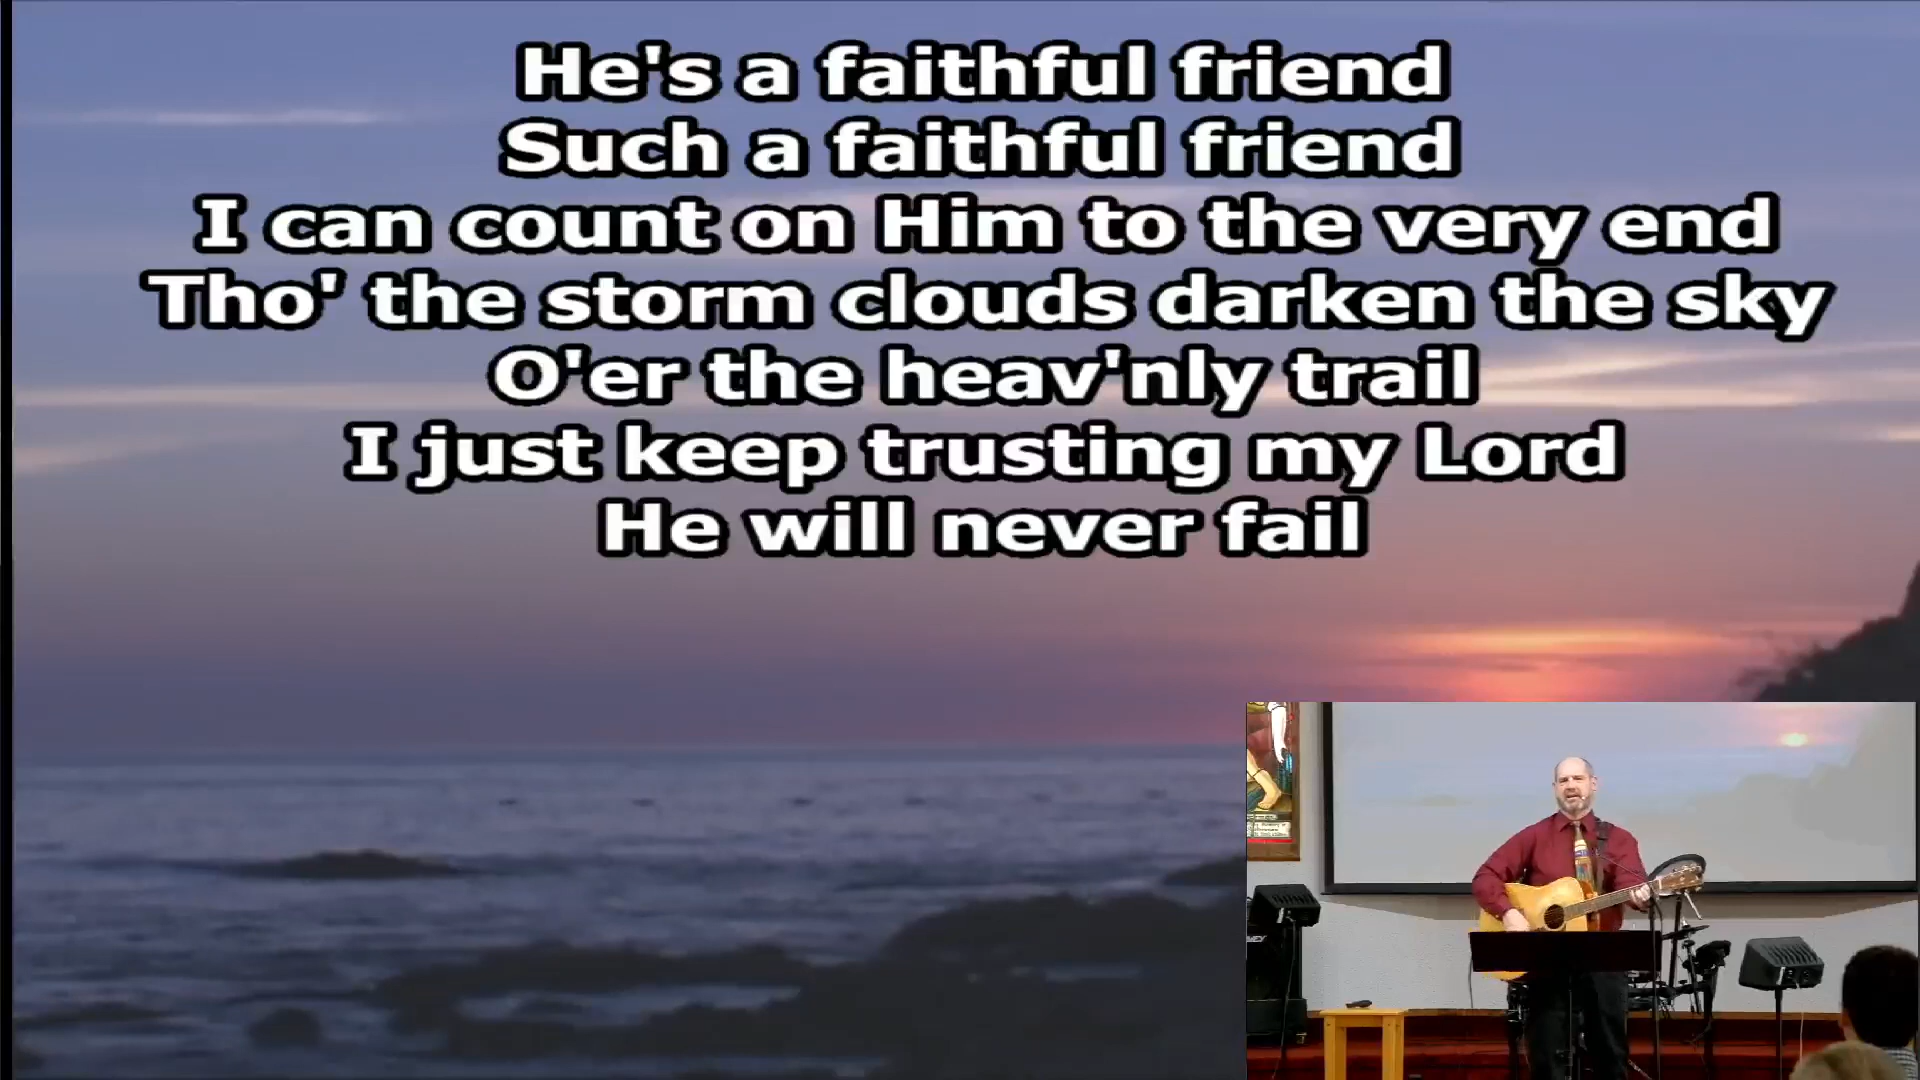 He's a faithful friend
Such a faithful friend
I can count on Him to the very end
Tho' the storm clouds darken the sky
O'er the heav'nly trail
I just keep trusting my Lord
He will never fail